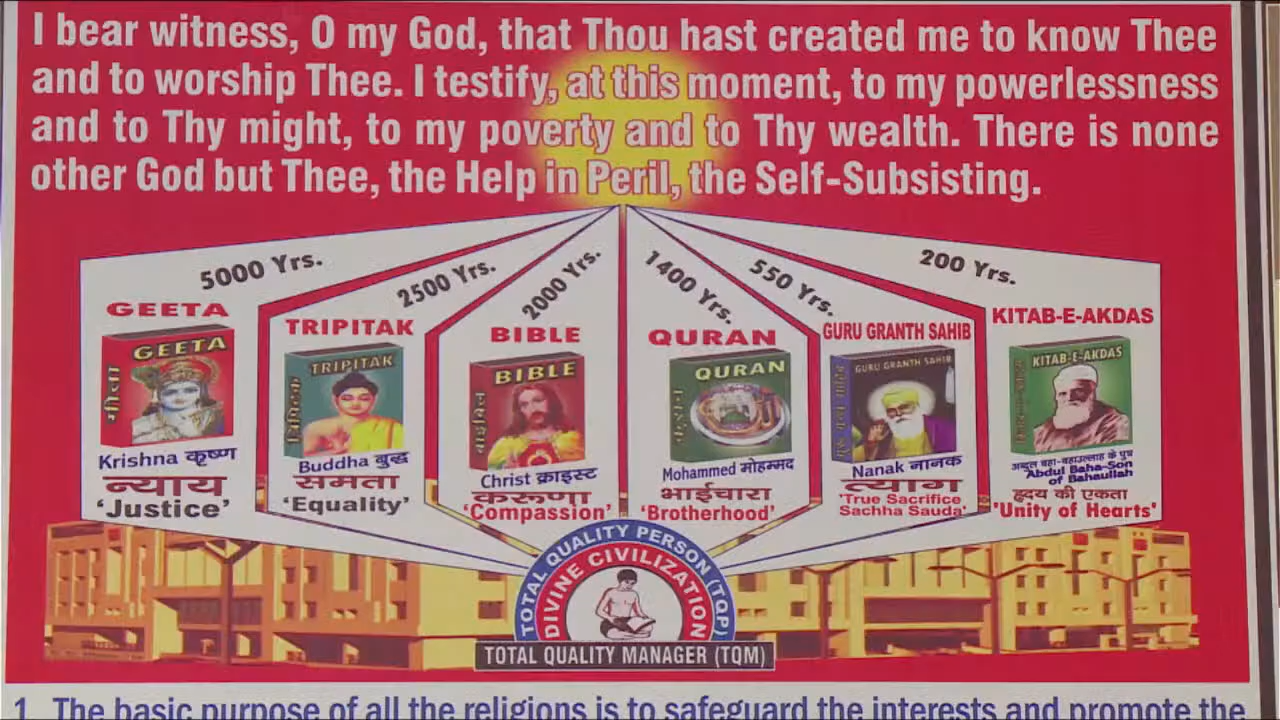 I bear witness, O my God, that Thou hast created me to know Thee
and to worship Thee. I testify, at this moment, to my powerlessness
and to Thy might, to my poverty and to Thy wealth. There is none
other God but Thee, the Help in Peril, the Self-Subsisting.
5000 Yrs.
2500 Yrs.
2000 Yrs.
1400 Yrs.
550 Yrs.
200 Yrs.
GEETA
GEETA
गीता
Krishna कृष्ण
न्याय
‘Justice’
TRIPITAK
TRIPITAK
Buddha बुद्ध
समता
‘Equality’
BIBLE
BIBLE
बाइबिल
Christ क्राइस्ट
करूणा
‘Compassion’
QURAN
QURAN
Mohammed मोहम्मद
भाईचारा
‘Brotherhood’
GURU GRANTH SAHIB
GURU GRANTH SAHIB
Nanak नानक
त्याग
'True Sacrifice
Sachha Sauda'
KITAB-E-AKDAS
KITAB-E-AKDAS
अब्दुल बहा-बहाउल्लाह के पुत्र
Abdul Baha-Son
of Bahaullah
हृदय की एकता
'Unity of Hearts'
TOTAL QUALITY PERSON (TQP)
DIVINE CIVILIZATION
TOTAL QUALITY MANAGER (TQM)
1. The basic purpose of all the religions is to safeguard the interests and promote the